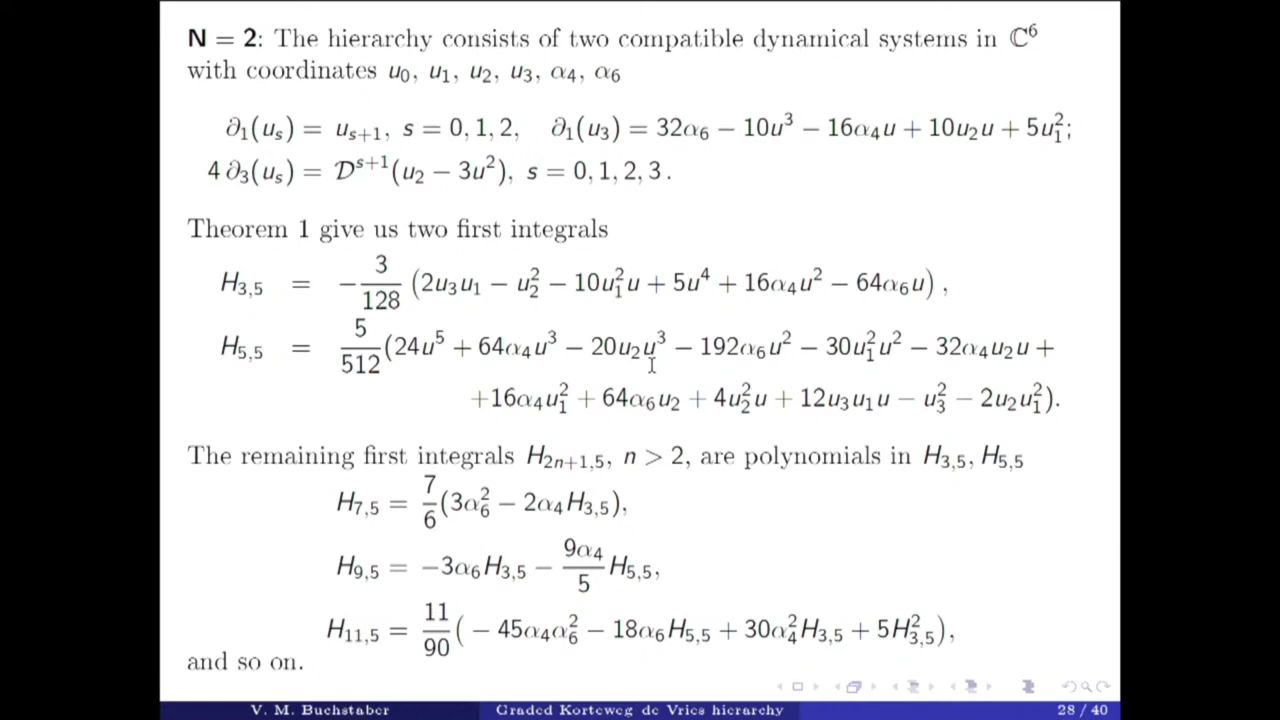 N = 2: The hierarchy consists of two compatible dynamical systems in ℂ⁶
with coordinates u₀, u₁, u₂, u₃, α₄, α₆
∂₁(uₛ) = uₛ₊₁, s = 0, 1, 2, ∂₁(u₃) = 32α₆ − 10u³ − 16α₄u + 10u₂u + 5u₁²;
4 ∂₃(uₛ) = 𝒟ˢ⁺¹(u₂ − 3u²), s = 0, 1, 2, 3.
Theorem 1 give us two first integrals
H₃,₅ = −3/128 (2u₃u₁ − u₂² − 10u₁²u + 5u⁴ + 16α₄u² − 64α₆u),
H₅,₅ = 5/512 (24u⁵ + 64α₄u³ − 20u₂u³ − 192α₆u² − 30u₁²u² − 32α₄u₂u +
+16α₄u₁² + 64α₆u₂ + 4u₂²u + 12u₃u₁u − u₃² − 2u₂u₁²).
The remaining first integrals H₂ₙ₊₁,₅, n > 2, are polynomials in H₃,₅, H₅,₅
H₇,₅ = 7/6 (3α₆² − 2α₄H₃,₅),
H₉,₅ = −3α₆H₃,₅ − 9α₄/5 H₅,₅,
H₁₁,₅ = 11/90 (− 45α₄α₆² − 18α₆H₅,₅ + 30α₄²H₃,₅ + 5H₃,₅²),
and so on.
V. M. Buchstaber Graded Korteweg de Vries hierarchy 28 / 40